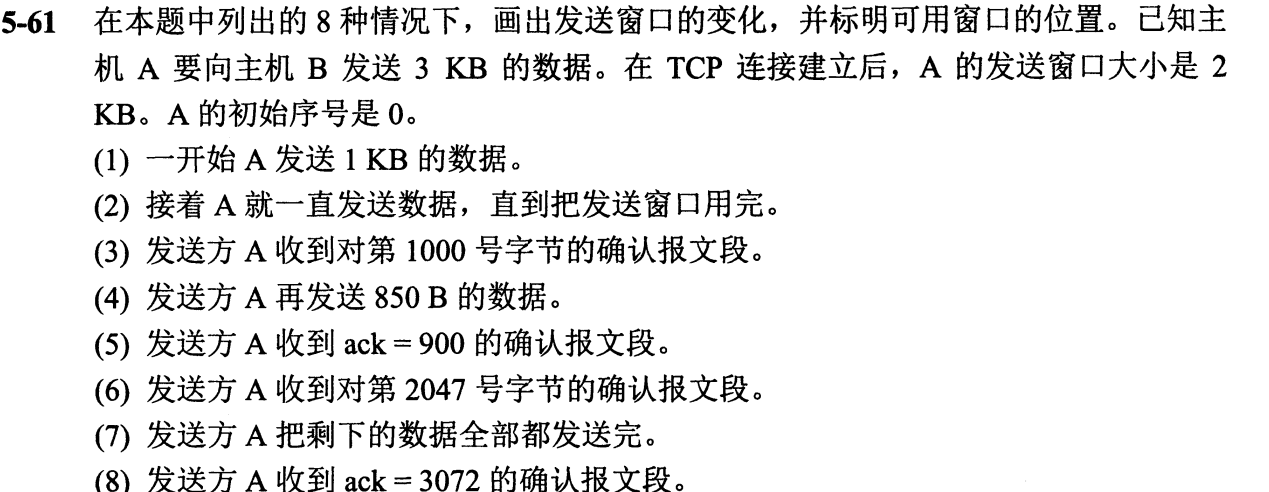 5-61 在本题中列出的 8 种情况下，画出发送窗口的变化，并标明可用窗口的位置。已知主
机 A 要向主机 B 发送 3 KB 的数据。在 TCP 连接建立后，A 的发送窗口大小是 2
KB。A 的初始序号是 0。
(1) 一开始 A 发送 1 KB 的数据。
(2) 接着 A 就一直发送数据，直到把发送窗口用完。
(3) 发送方 A 收到对第 1000 号字节的确认报文段。
(4) 发送方 A 再发送 850 B 的数据。
(5) 发送方 A 收到 ack = 900 的确认报文段。
(6) 发送方 A 收到对第 2047 号字节的确认报文段。
(7) 发送方 A 把剩下的数据全部都发送完。
(8) 发送方 A 收到 ack = 3072 的确认报文段。